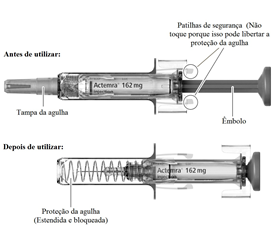 Patilhas de segurança (Não
toque porque isso pode libertar a
proteção da agulha
Antes de utilizar:
Actemra 162 mg
Tampa da agulha
Êmbolo
Depois de utilizar:
Actemra 162 mg
Proteção da agulha
(Estendida e bloqueada)